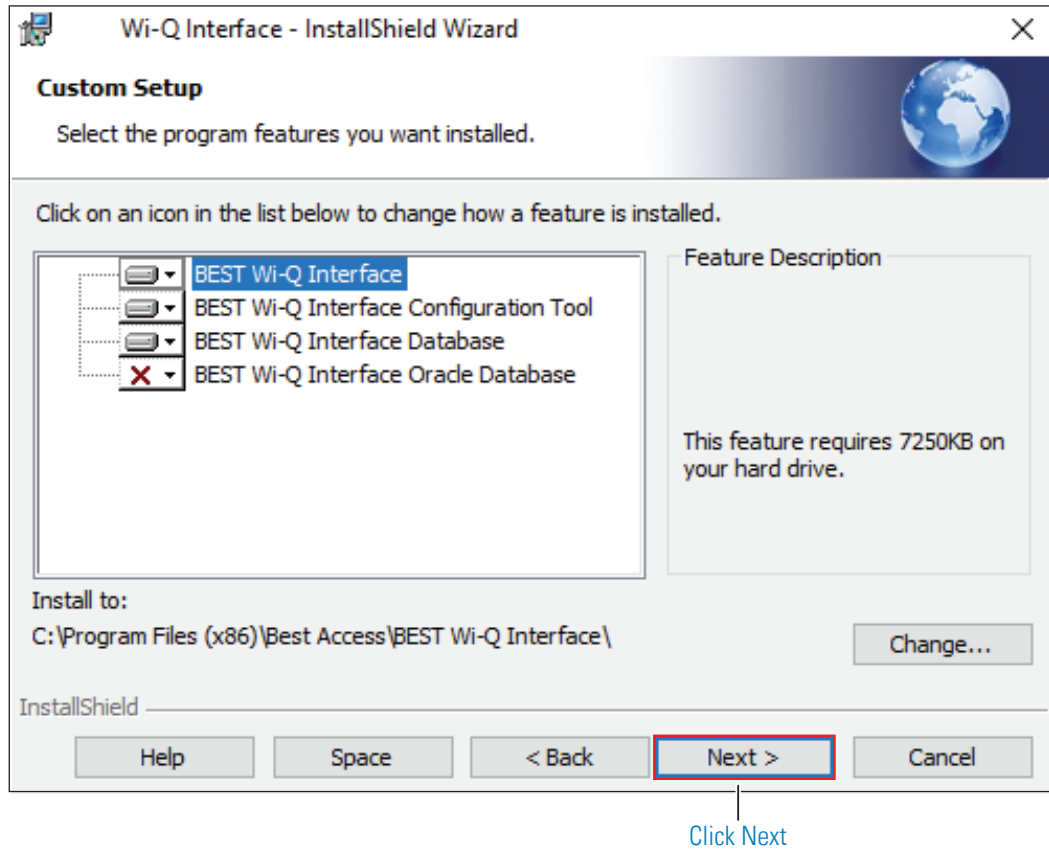 Wi-Q Interface - InstallShield Wizard
Custom Setup
Select the program features you want installed.
Click on an icon in the list below to change how a feature is installed.
BEST Wi-Q Interface
BEST Wi-Q Interface Configuration Tool
BEST Wi-Q Interface Database
BEST Wi-Q Interface Oracle Database
Feature Description
This feature requires 7250KB on
your hard drive.
Install to:
C:\Program Files (x86)\Best Access\BEST Wi-Q Interface\
Change...
InstallShield
Help
Space
< Back
Next >
Cancel
Click Next